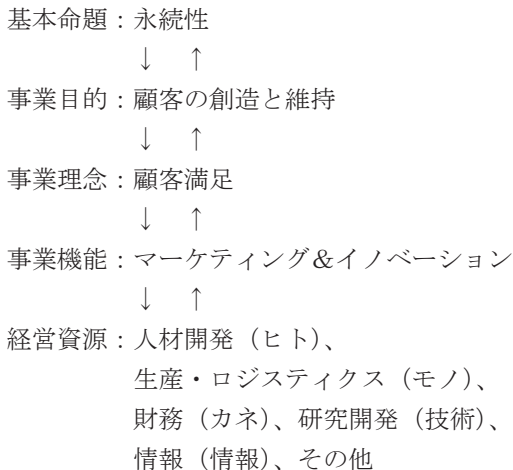 基本命題：永続性
↓ ↑
事業目的：顧客の創造と維持
↓ ↑
事業理念：顧客満足
↓ ↑
事業機能：マーケティング＆イノベーション
↓ ↑
経営資源：人材開発（ヒト）、
生産・ロジスティクス（モノ）、
財務（カネ）、研究開発（技術）、
情報（情報）、その他